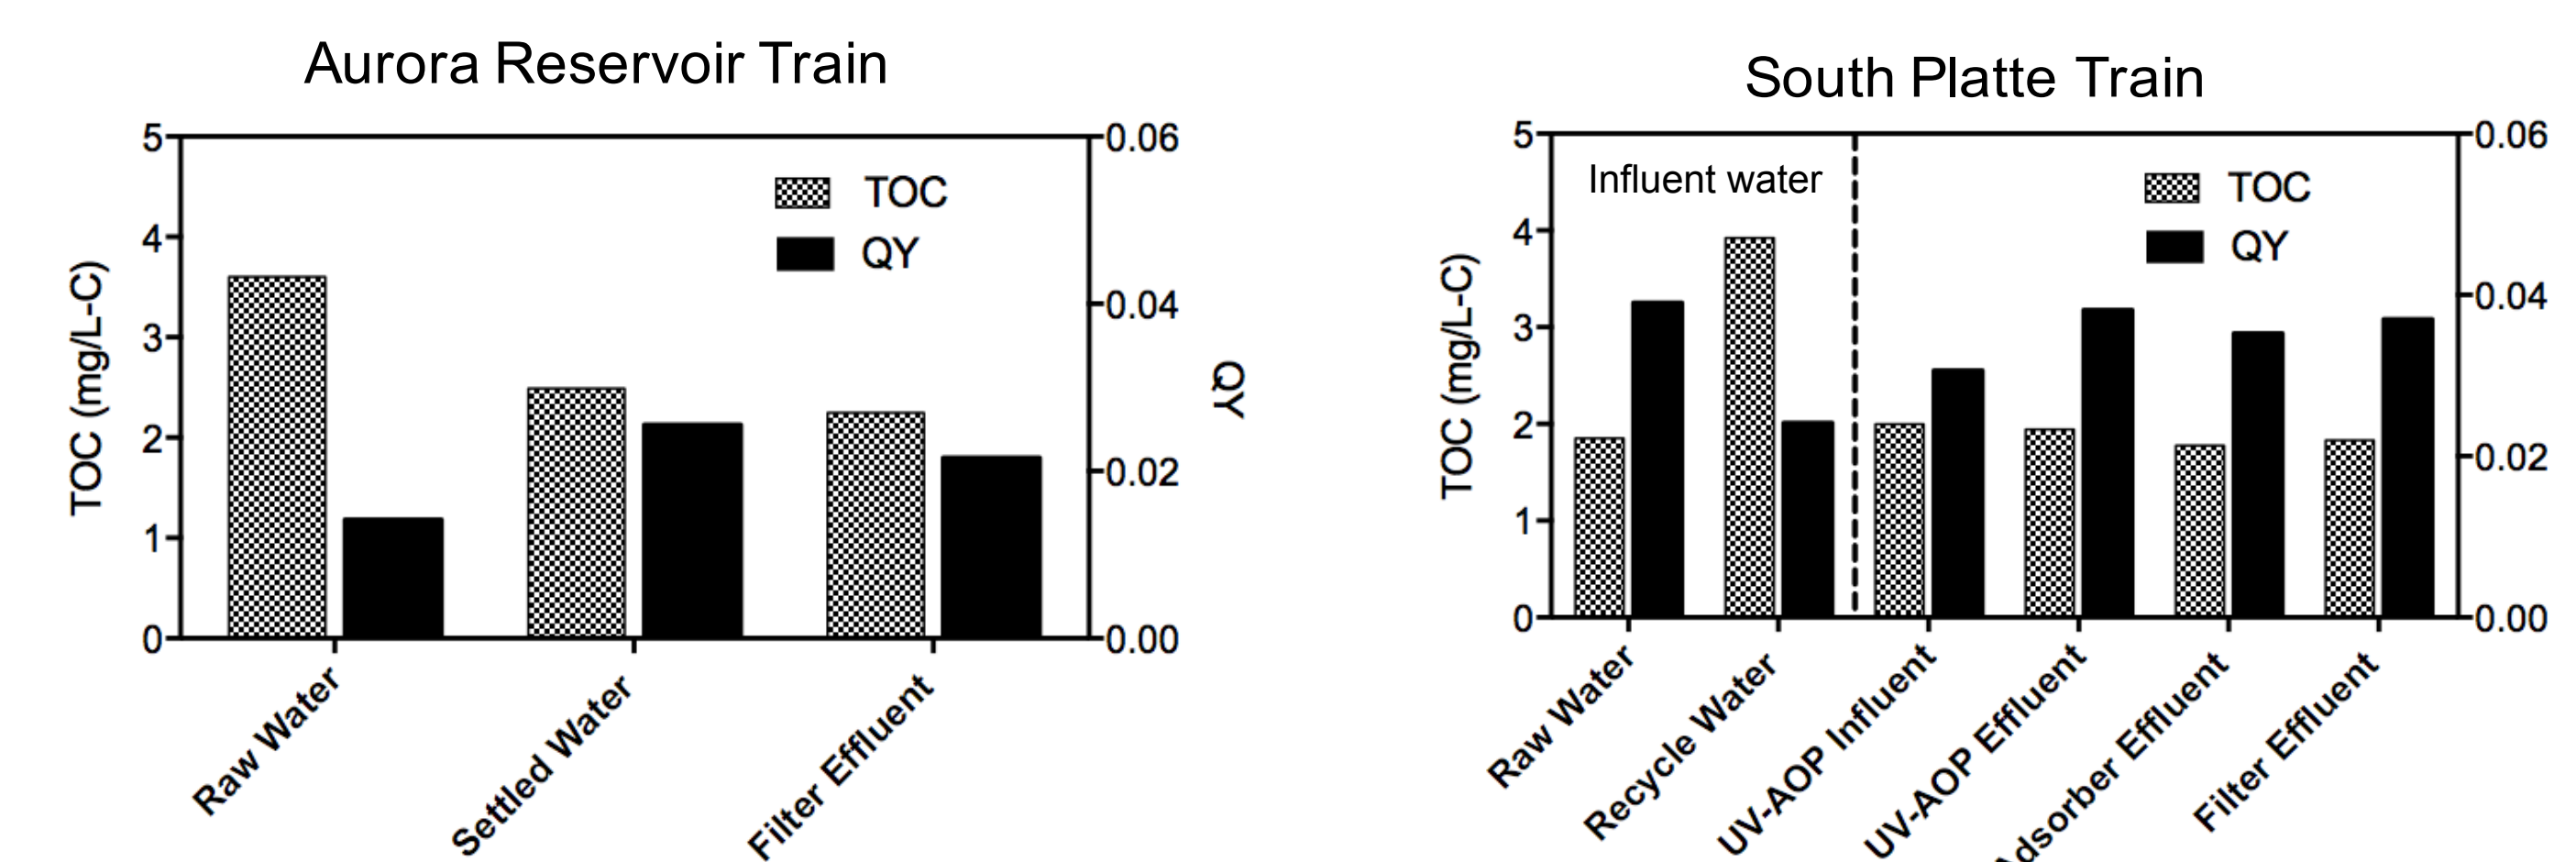 Aurora Reservoir Train
5
4
3
2
1
0
TOC (mg/L-C)
0.06
0.04
0.02
0.00
QY
TOC
QY
Raw Water
Settled Water
Filter Effluent
South Platte Train
5
4
3
2
1
0
TOC (mg/L-C)
0.06
0.04
0.02
0.00
Influent water
TOC
QY
Raw Water
Recycle Water
UV-AOP Influent
UV-AOP Effluent
Adsorber Effluent
Filter Effluent